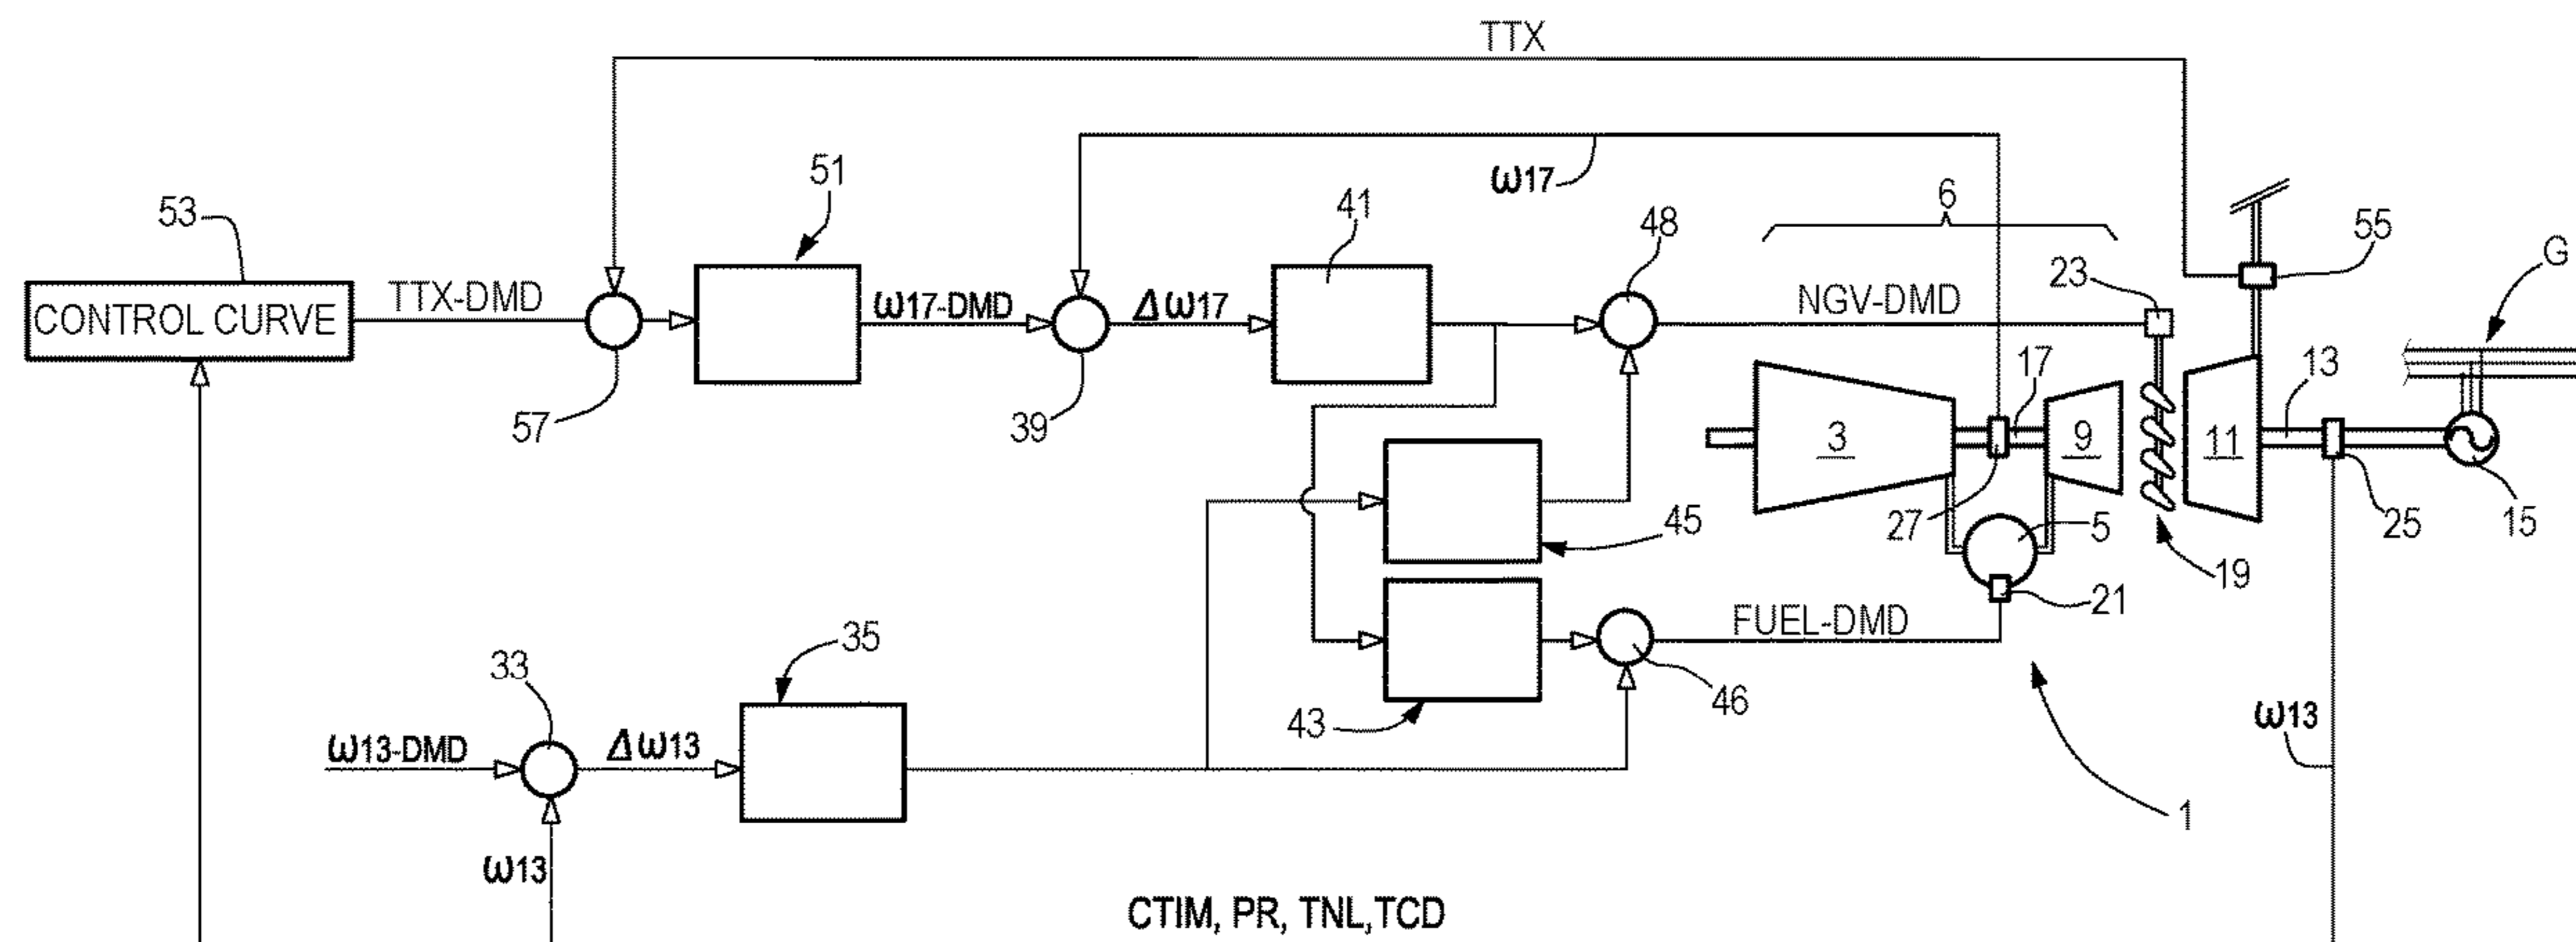 TTX
51
ω17
6
53
41
48
55
G
23
TTX-DMD
ω17-DMD
Δω17
NGV-DMD
CONTROL CURVE
17
13
57
39
3
9
11
27
5
45
25
15
19
21
FUEL-DMD
35
33
46
43
ω13
ω13-DMD
Δω13
1
ω13
CTIM, PR, TNL,TCD